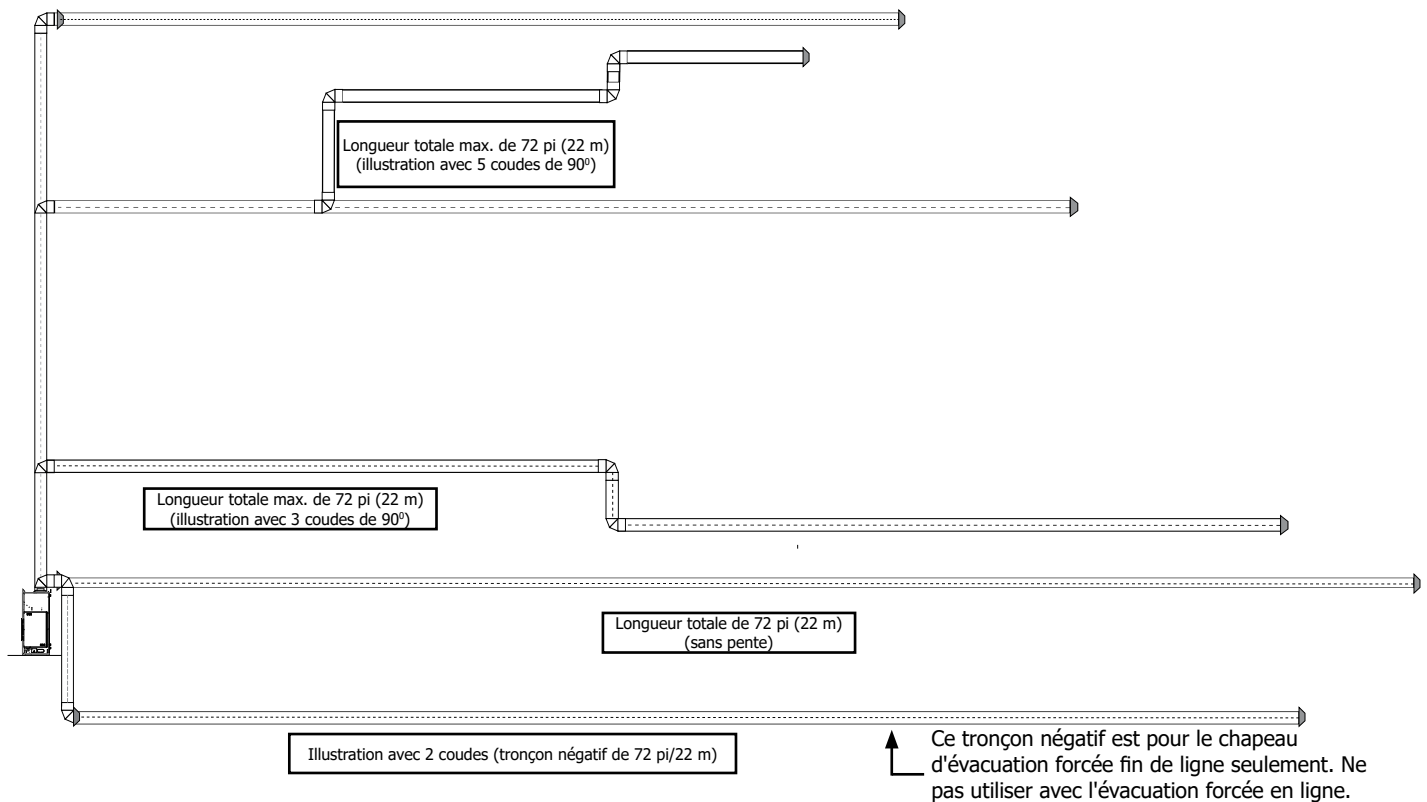 Longueur totale max. de 72 pi (22 m)
(illustration avec 5 coudes de 90⁰)
Longueur totale max. de 72 pi (22 m)
(illustration avec 3 coudes de 90⁰)
Longueur totale de 72 pi (22 m)
(sans pente)
Illustration avec 2 coudes (tronçon négatif de 72 pi/22 m)
Ce tronçon négatif est pour le chapeau
d'évacuation forcée fin de ligne seulement. Ne
pas utiliser avec l'évacuation forcée en ligne.